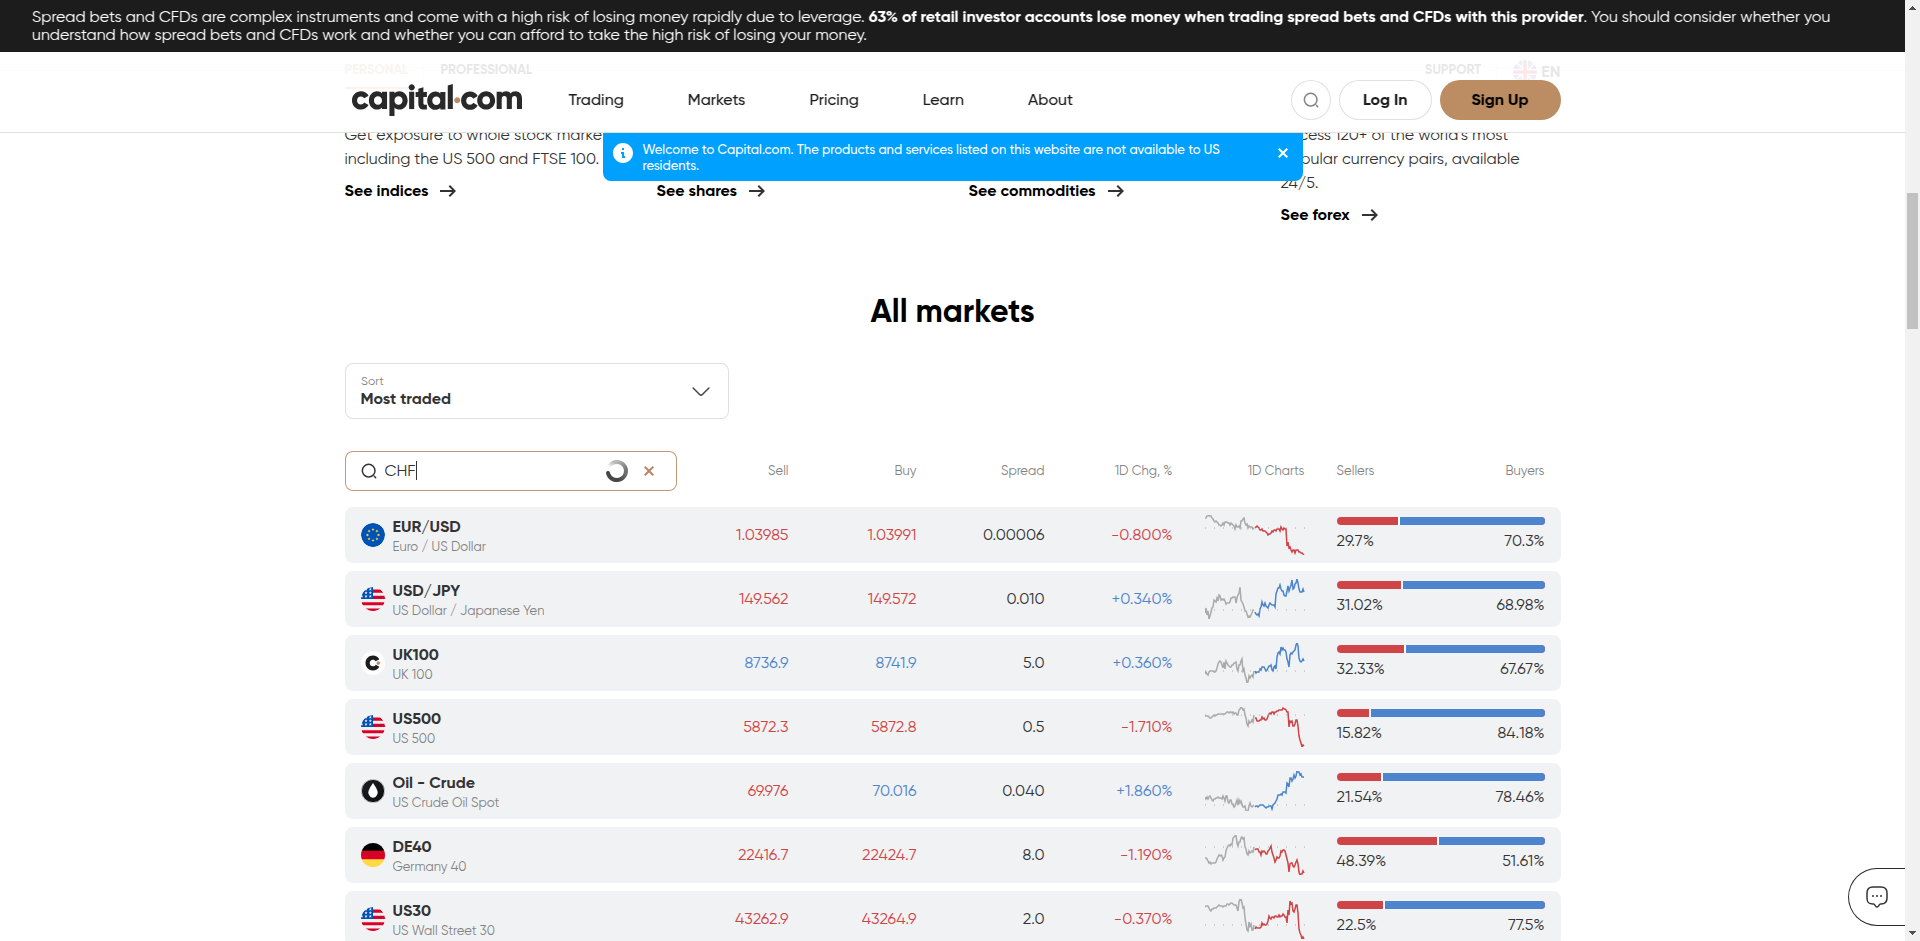 Spread bets and CFDs are complex instruments and come with a high risk of losing money rapidly due to leverage. 63% of retail investor accounts lose money when trading spread bets and CFDs with this provider. You should consider whether you
understand how spread bets and CFDs work and whether you can afford to take the high risk of losing your money.
PERSONAL PROFESSIONAL SUPPORT EN
capital.com Trading Markets Pricing Learn About Log In Sign Up
Get exposure to whole stock
including the US 500 and FTSE 100.
See indices
Welcome to Capital.com. The products and services listed on this website are not available to US
residents.
See shares
See commodities
120+ of the world's most
currency pairs, available
24/5.
See forex
All markets
Sort
Most traded
CHF Sell Buy Spread 1D Chg, % 1D Charts Sellers Buyers
EUR/USD
Euro / US Dollar
1.03985 1.03991 0.00006 -0.800% 29.7% 70.3%
USD/JPY
US Dollar / Japanese Yen
149.562 149.572 0.010 +0.340% 31.02% 68.98%
UK100
UK 100
8736.9 8741.9 5.0 +0.360% 32.33% 67.67%
US500
US 500
5872.3 5872.8 0.5 -1.710% 15.82% 84.18%
Oil - Crude
US Crude Oil Spot
69.976 70.016 0.040 +1.860% 21.54% 78.46%
DE40
Germany 40
22416.7 22424.7 8.0 -1.190% 48.39% 51.61%
US30
US Wall Street 30
43262.9 43264.9 2.0 -0.370% 22.5% 77.5%